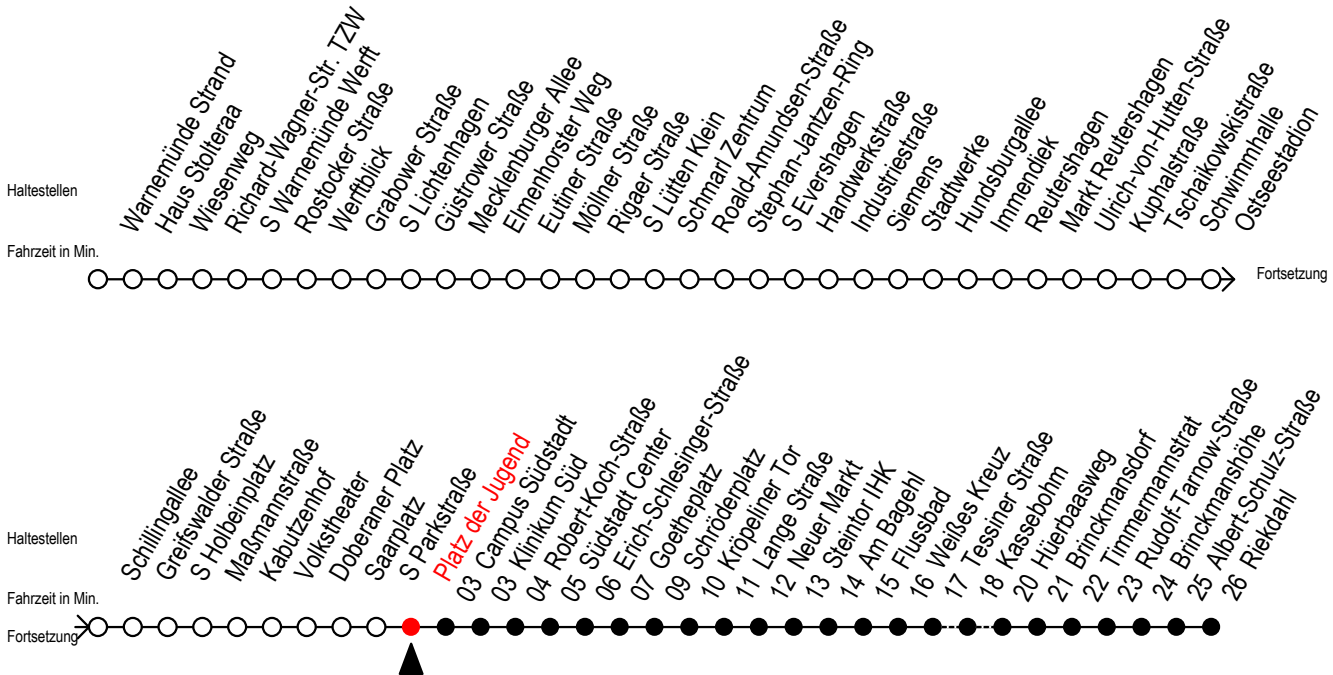 Haltestellen
Warnemünde Strand
Haus Stolteraa
Wiesenweg
Richard-Wagner-Str. TZW
S Warnemünde Werft
Rostocker Straße
Werftblick
Grabower Straße
S Lichtenhagen
Güstrower Straße
Mecklenburger Allee
Elmenhorster Weg
Eutiner Straße
Möllner Straße
Rigaer Straße
S Lütten Klein
Schmarl Zentrum
Roald-Amundsen-Straße
Stephan-Jantzen-Ring
S Evershagen
Handwerkstraße
Industriestraße
Siemens
Stadtwerke
Hundsburgallee
Immendiek
Reutershagen
Markt Reutershagen
Ulrich-von-Hutten-Straße
Kuphalstraße
Tschaikowskistraße
Schwimmhalle
Ostseestadion
Fahrzeit in Min.
Fortsetzung
Haltestellen
Schillingallee
Greifswalder Straße
S Holbeinplatz
Maßmannstraße
Kabutzenhof
Volkstheater
Doberaner Platz
Saarplatz
S Parkstraße
Platz der Jugend
03 Campus Südstadt
03 Klinikum Süd
04 Robert-Koch-Straße
05 Südstadt Center
06 Erich-Schlesinger-Straße
07 Goetheplatz
09 Schröderplatz
10 Kröpeliner Tor
11 Lange Straße
12 Neuer Markt
13 Steintor IHK
14 Am Bagehl
15 Flussbad
16 Weißes Kreuz
17 Tessiner Straße
18 Kassebohm
20 Hüerbaasweg
21 Brinckmansdorf
22 Timmermannstrat
23 Rudolf-Tarnow-Straße
24 Brinckmanshöhe
25 Albert-Schulz-Straße
26 Riekdahl
Fahrzeit in Min.
Fortsetzung